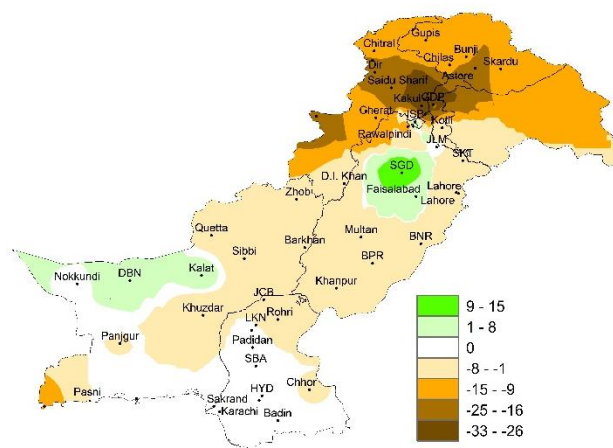 Gupis
Chitral
Bunji
Chilas
Skardu
Dir
Astore
Saidu Sharif
Kakul
GDP
Cherat
ISB
Kotli
Rawalpindi
JLM
SKT
SGD
D.I. Khan
Faisalabad
Lahore
Lahore
Zhobi
Quetta
Multan
BNR
Barkhan
Sibbi
BPR
Nokkundi
DBN
Kalat
Khanpur
JCB
Khuzdar
LKN
Rohri
Panjgur
Padidan
SBA
Pasni
HYD
Chhor
Sakrand
Karachi
Badin
9 - 15
1 - 8
0
-8 - -1
-15 - -9
-25 - -16
-33 - -26